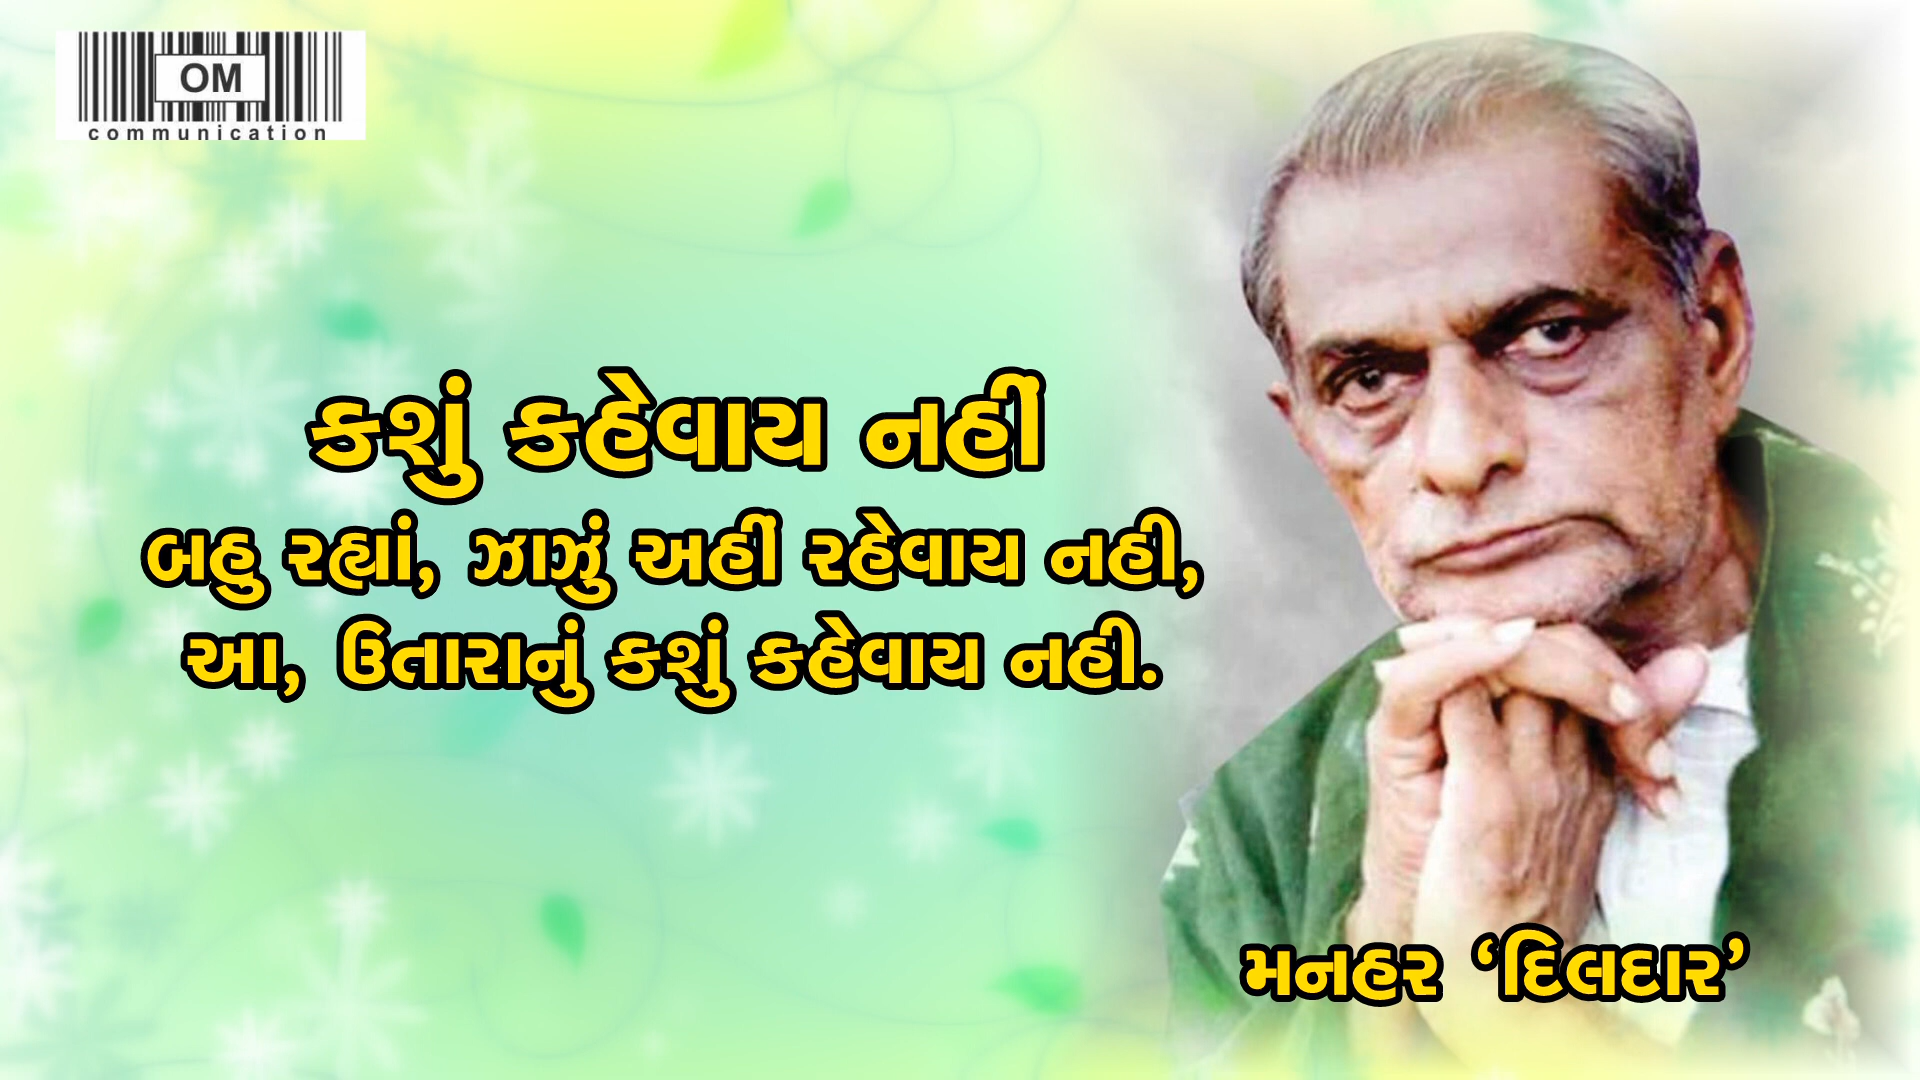 OM
communication
કશું કહેવાય નહીં
બહુ રહ્યાં, ઝાઝું અહીં રહેવાય નહી,
આ, ઉતારાનું કશું કહેવાય નહી.
મનહર ‘દિલદાર’